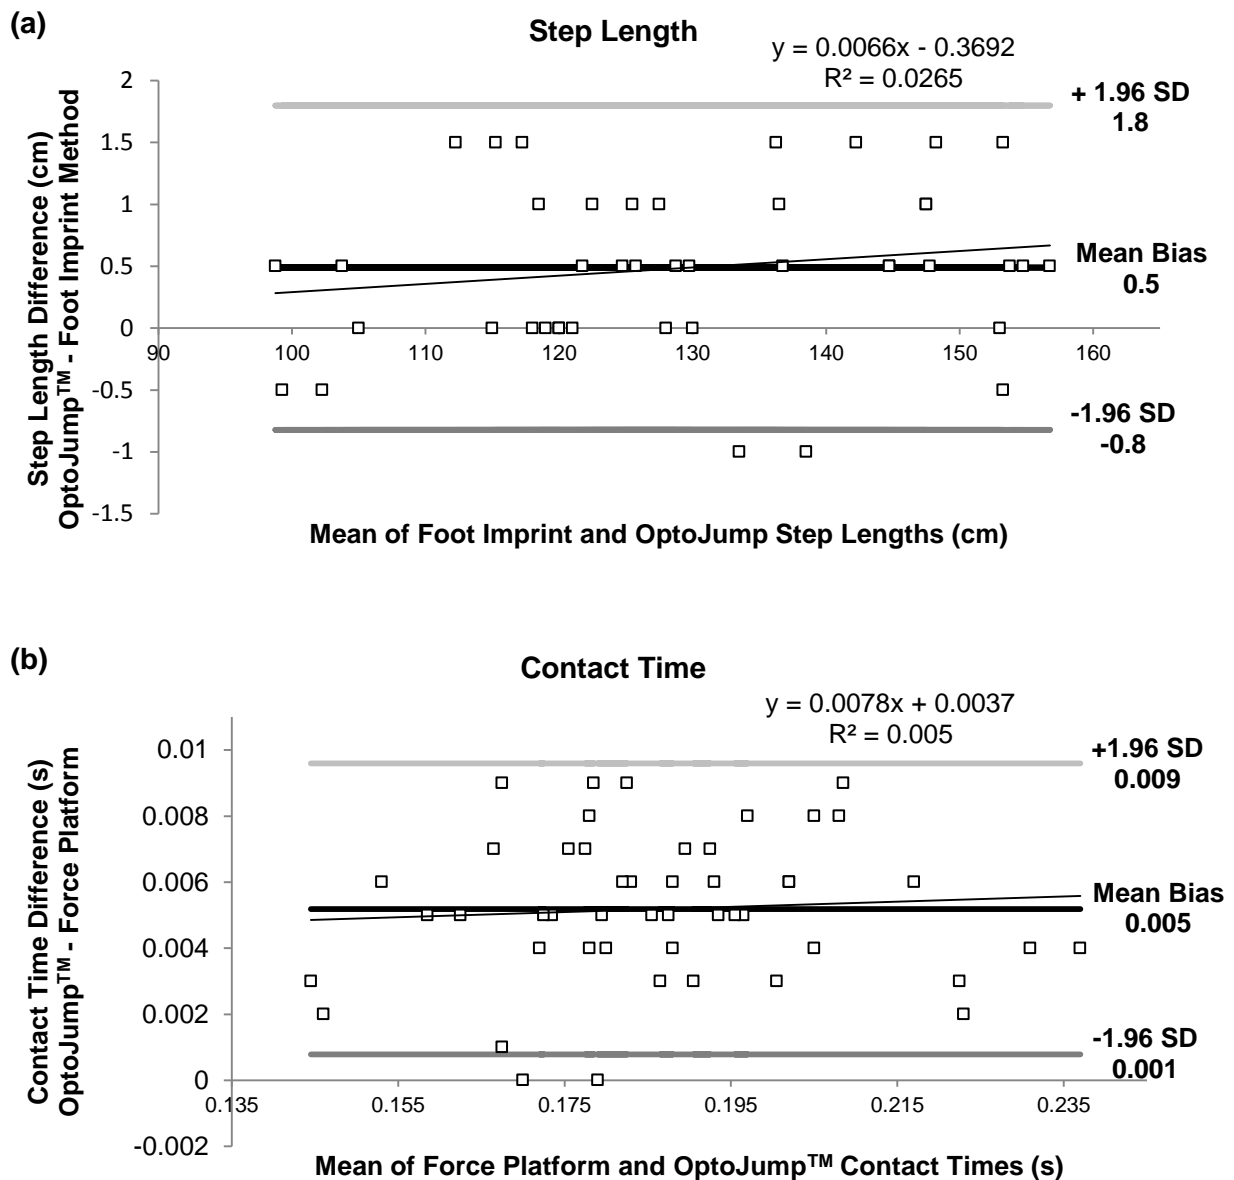 (a)
Step Length
y = 0.0066x - 0.3692
R² = 0.0265
Step Length Difference (cm)
OptoJump™ - Foot Imprint Method
2
1.5
1
0.5
0
-0.5
-1
-1.5
90
100
110
120
130
140
150
160
+ 1.96 SD
1.8
Mean Bias
0.5
-1.96 SD
-0.8
Mean of Foot Imprint and OptoJump Step Lengths (cm)
(b)
Contact Time
y = 0.0078x + 0.0037
R² = 0.005
Contact Time Difference (s)
OptoJump™ - Force Platform
0.01
0.008
0.006
0.004
0.002
0
-0.002
0.135
0.155
0.175
0.195
0.215
0.235
+1.96 SD
0.009
Mean Bias
0.005
-1.96 SD
0.001
Mean of Force Platform and OptoJump™ Contact Times (s)